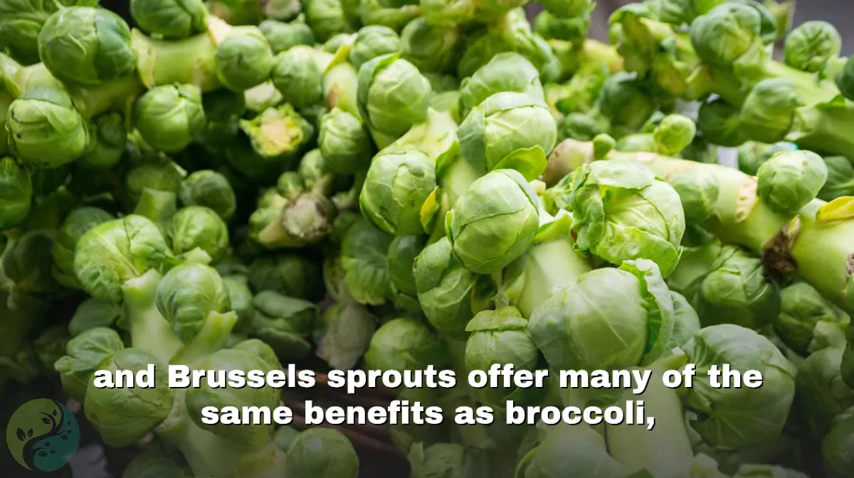 and Brussels sprouts offer many of the
same benefits as broccoli,